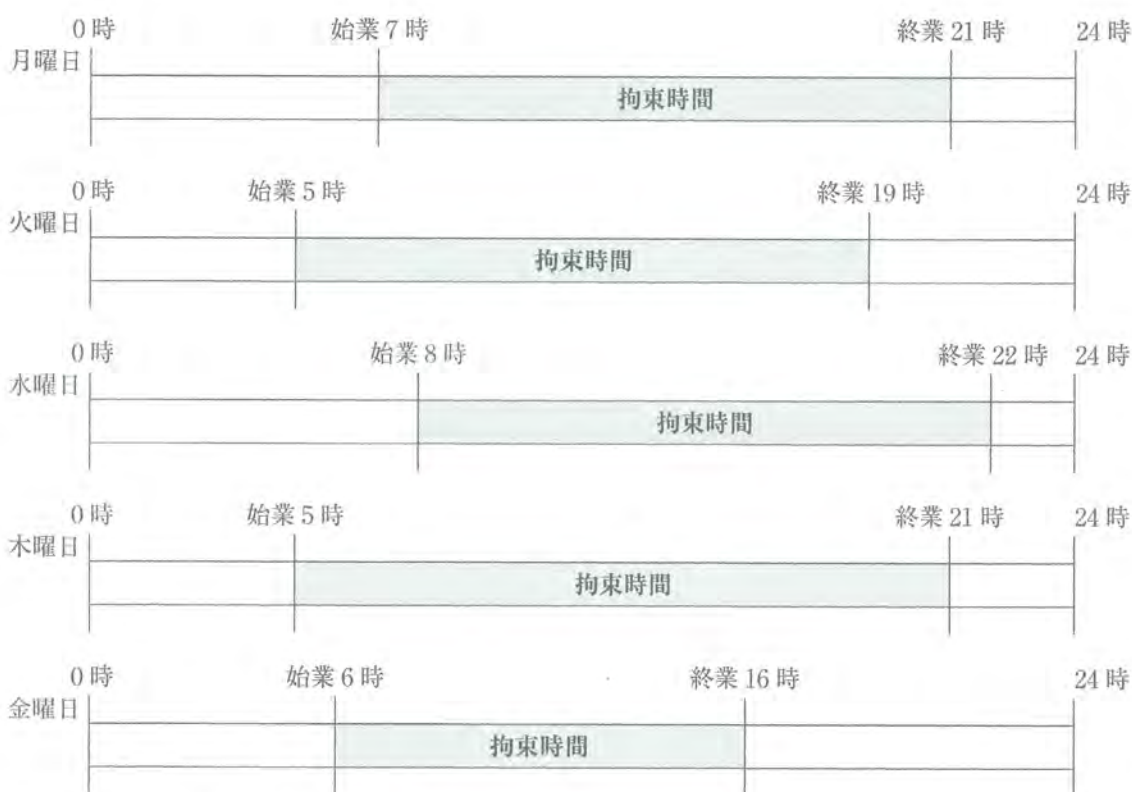 0時 始業7時 終業21時 24時
月曜日
拘束時間
0時 始業5時 終業19時 24時
火曜日
拘束時間
0時 始業8時 終業22時 24時
水曜日
拘束時間
0時 始業5時 終業21時 24時
木曜日
拘束時間
0時 始業6時 終業16時 24時
金曜日
拘束時間